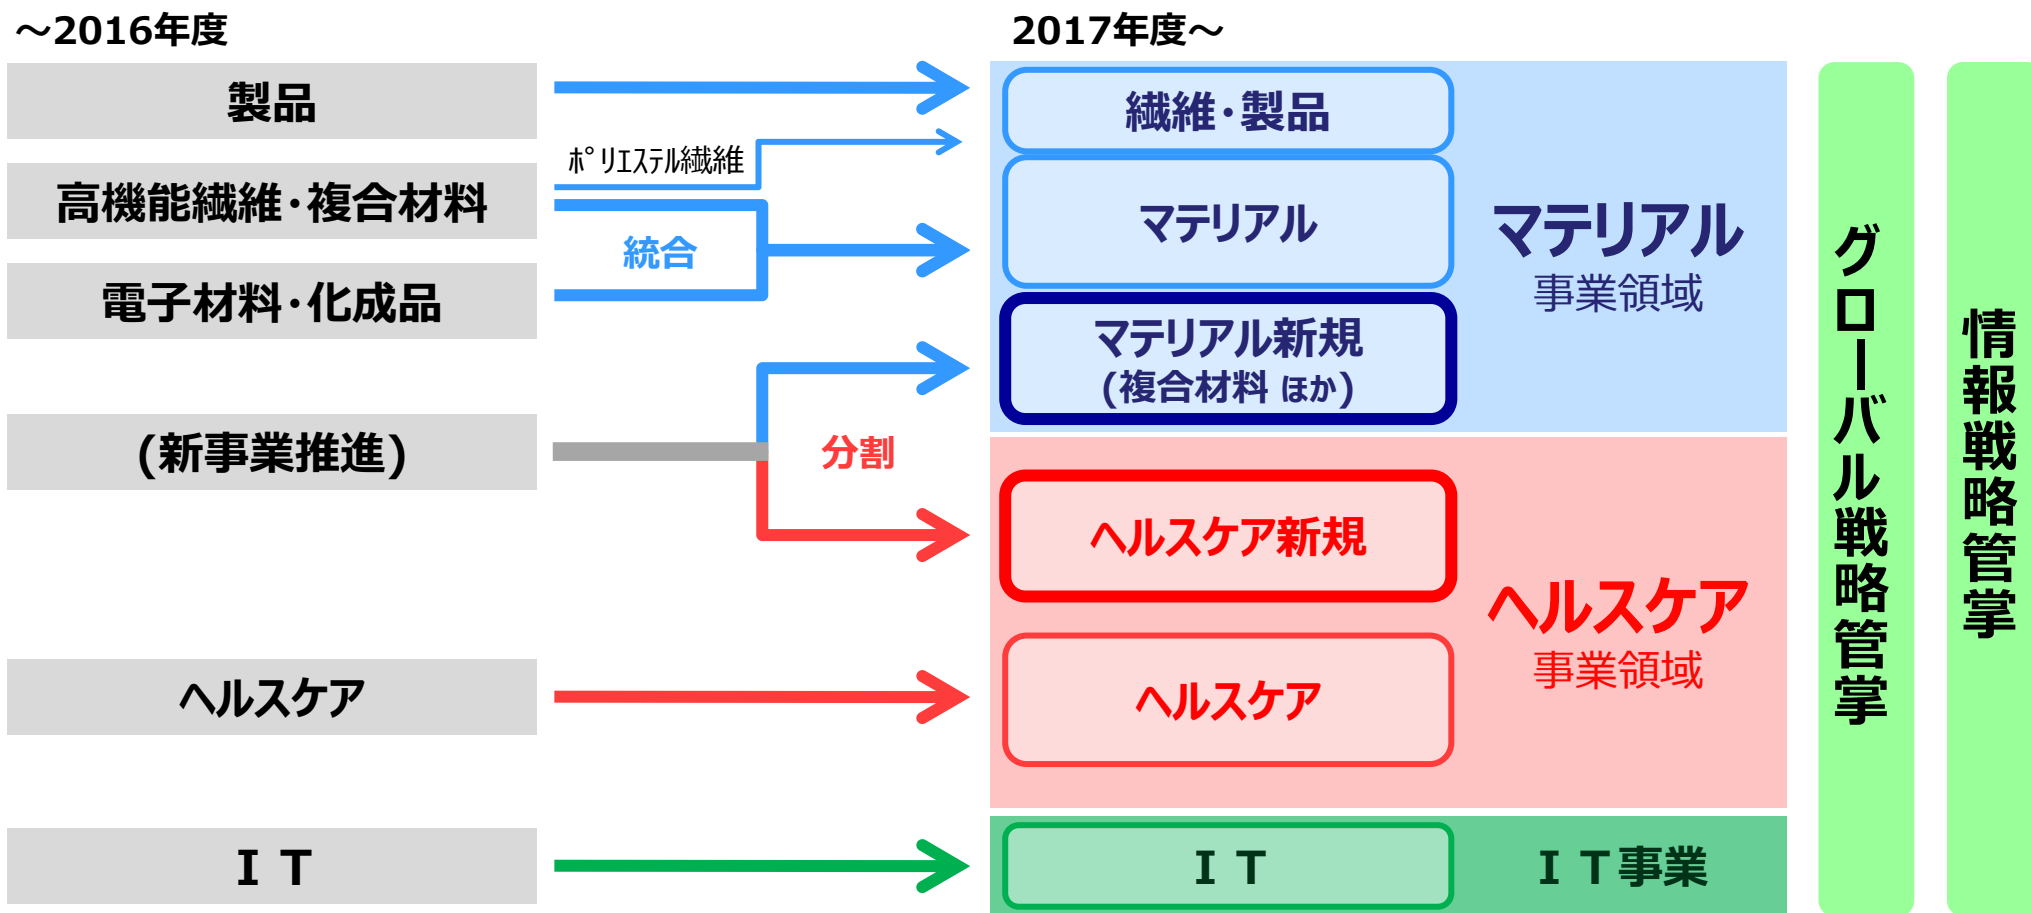 ～2016年度
2017年度～
製品
高機能繊維･複合材料
電子材料･化成品
(新事業推進)
ヘルスケア
ＩＴ
ﾎﾟﾘｴｽﾃﾙ繊維
統合
分割
繊維･製品
マテリアル
マテリアル新規
(複合材料 ほか)
マテリアル
事業領域
ヘルスケア新規
ヘルスケア
ヘルスケア
事業領域
ＩＴ
ＩＴ事業
グローバル戦略管掌
情報戦略管掌